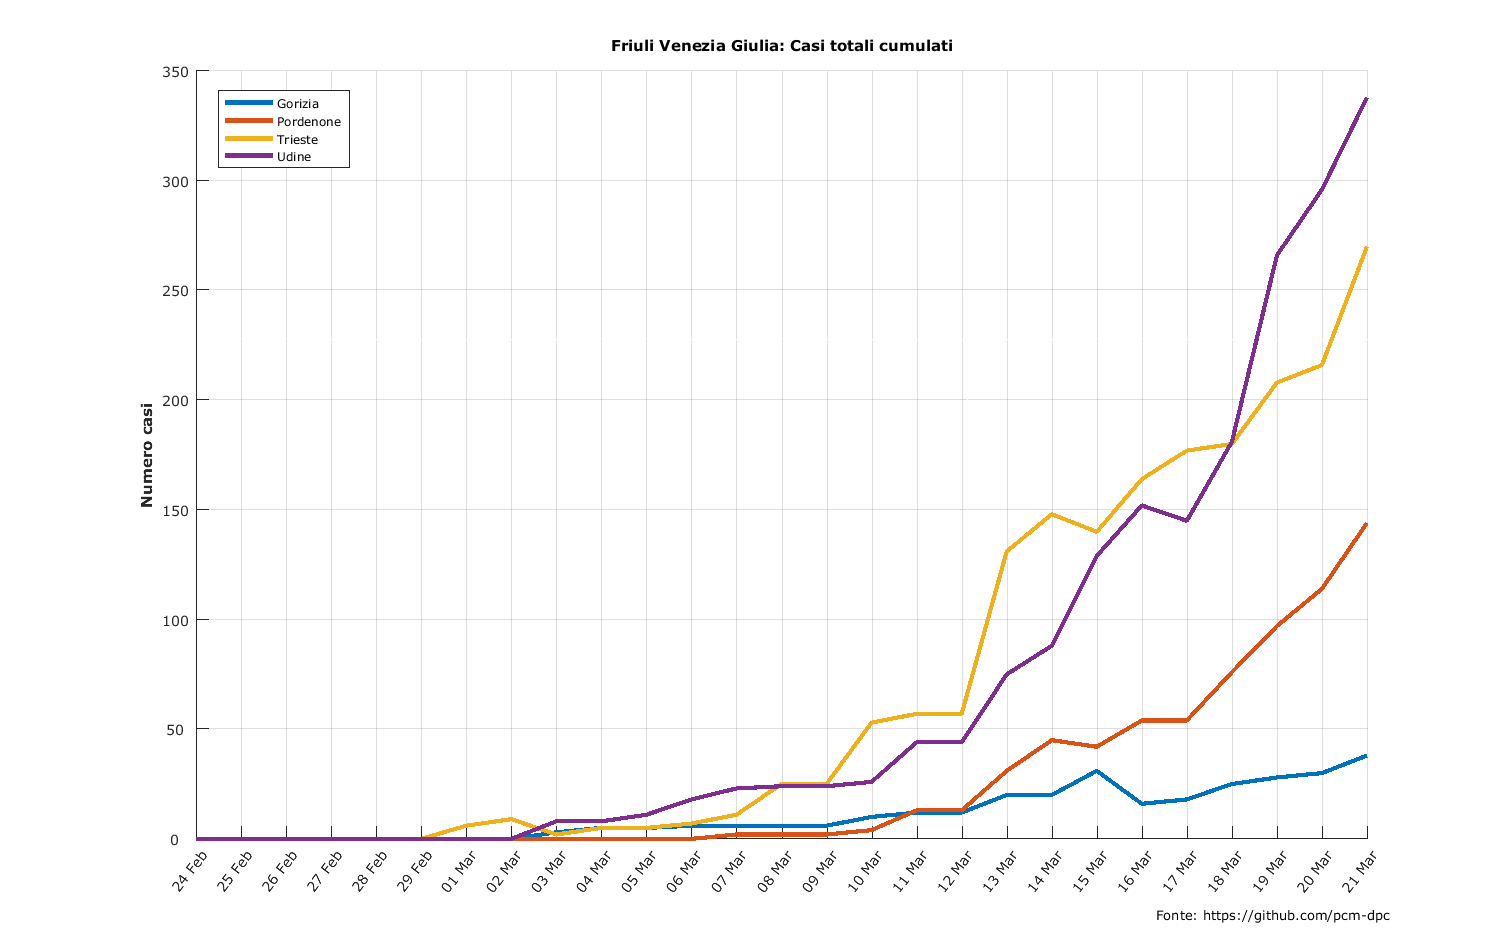 Friuli Venezia Giulia: Casi totali cumulati
Gorizia
Pordenone
Trieste
Udine
Numero casi
350
300
250
200
150
100
50
0
24 Feb
25 Feb
26 Feb
27 Feb
28 Feb
29 Feb
01 Mar
02 Mar
03 Mar
04 Mar
05 Mar
06 Mar
07 Mar
08 Mar
09 Mar
10 Mar
11 Mar
12 Mar
13 Mar
14 Mar
15 Mar
16 Mar
17 Mar
18 Mar
19 Mar
20 Mar
21 Mar
Fonte: https://github.com/pcm-dpc